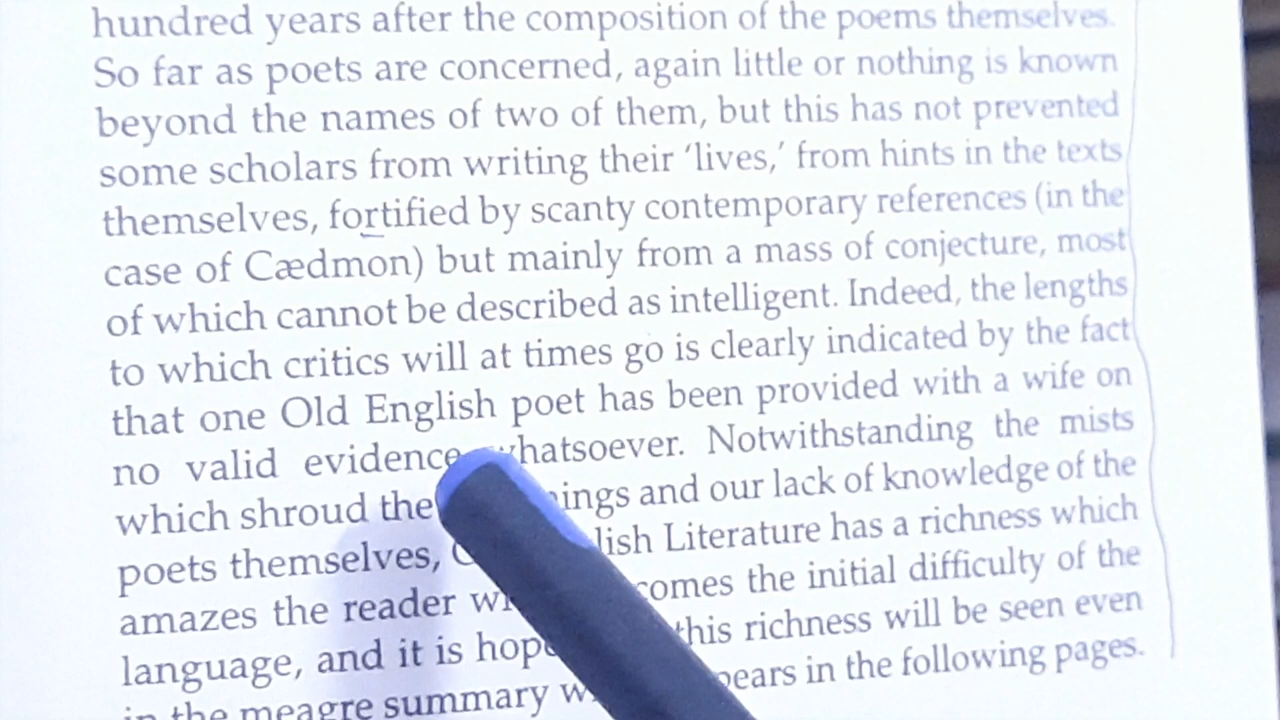 hundred years after the composition of the poems themselves.
So far as poets are concerned, again little or nothing is known
beyond the names of two of them, but this has not prevented
some scholars from writing their ‘lives,’ from hints in the texts
themselves, fortified by scanty contemporary references (in the
case of Cædmon) but mainly from a mass of conjecture, most
of which cannot be described as intelligent. Indeed, the lengths
to which critics will at times go is clearly indicated by the fact
that one Old English poet has been provided with a wife on
no valid evidence whatsoever. Notwithstanding the mists
which shroud the and our lack of knowledge of the
poets themselves, Literature has a richness which
amazes the reader the initial difficulty of the
language, and it is this richness will be seen even
in the meagre summary in the following pages.